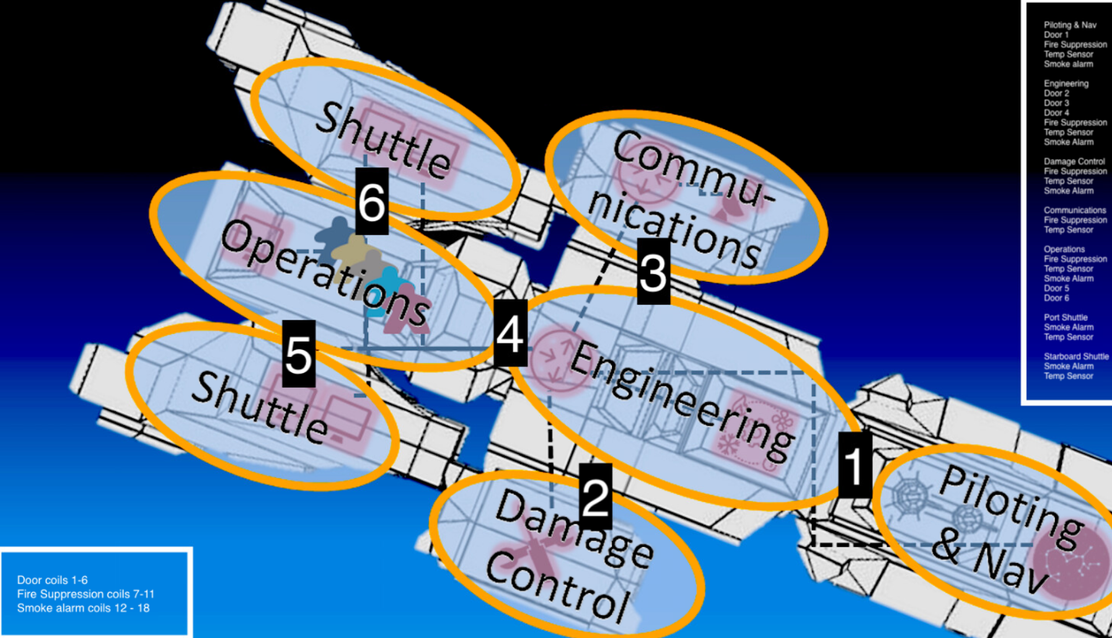 Shuttle
Commu-
nications
6
Operations
3
4
5
Engineering
Shuttle
1
2
Damage
Control
Piloting
& Nav
Piloting & Nav
Door 1
Fire Suppression
Temp Sensor
Smoke alarm
Engineering
Door 2
Door 3
Door 4
Fire Suppression
Temp Sensor
Smoke Alarm
Damage Control
Fire Suppression
Temp Sensor
Smoke Alarm
Communications
Fire Suppression
Temp Sensor
Operations
Fire Suppression
Temp Sensor
Smoke Alarm
Door 5
Door 6
Port Shuttle
Smoke Alarm
Temp Sensor
Starboard Shuttle
Smoke Alarm
Temp Sensor
Door coils 1-6
Fire Suppression coils 7-11
Smoke alarm coils 12 - 18